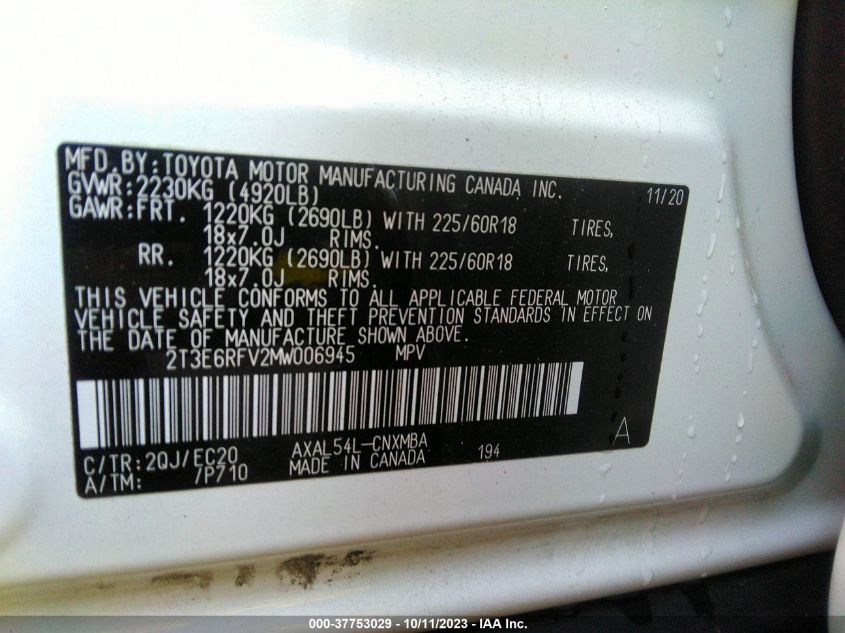 MFD. BY: TOYOTA MOTOR MANUFACTURING CANADA INC. 11/20
GVWR: 2230KG (4920LB)
GAWR: FRT. 1220KG (2690LB) WITH 225/60R18 TIRES,
18x7.0J RIMS.
RR. 1220KG (2690LB) WITH 225/60R18 TIRES,
18x7.0J RIMS.
THIS VEHICLE CONFORMS TO ALL APPLICABLE FEDERAL MOTOR
VEHICLE SAFETY AND THEFT PREVENTION STANDARDS IN EFFECT ON
THE DATE OF MANUFACTURE SHOWN ABOVE.
2T3E6RFV2MW006945 MPV
A
C/TR: 2QJ/EC20 AXAL54L-CNXMBA 194
A/TM: /7P710 MADE IN CANADA
000-37753029 - 10/11/2023 - IAA Inc.